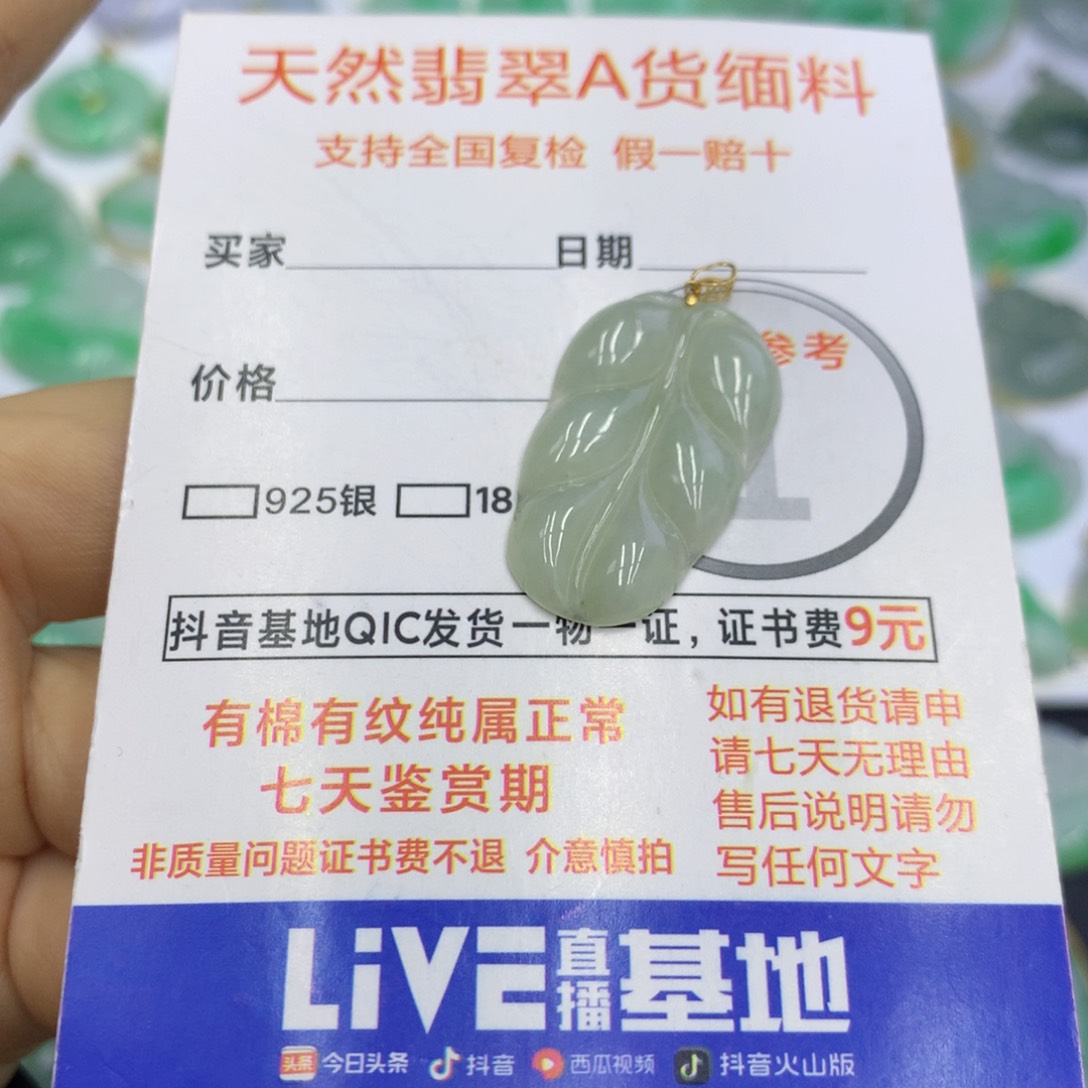 天然翡翠A货缅料
支持全国复检 假一赔十
买家 日期
价格
参考
925银 18
抖音基地QIC发货一物一证，证书费9元
有棉有纹纯属正常
七天鉴赏期
非质量问题证书费不退 介意慎拍
如有退货请申
请七天无理由
售后说明请勿
写任何文字
LiVE直播基地
头条 今日头条 抖音 西瓜视频 抖音火山版